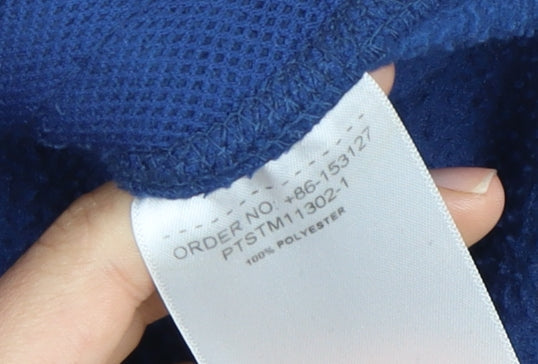 ORDER NO: +86-153127
PTSTM11302-1
100% POLYESTER